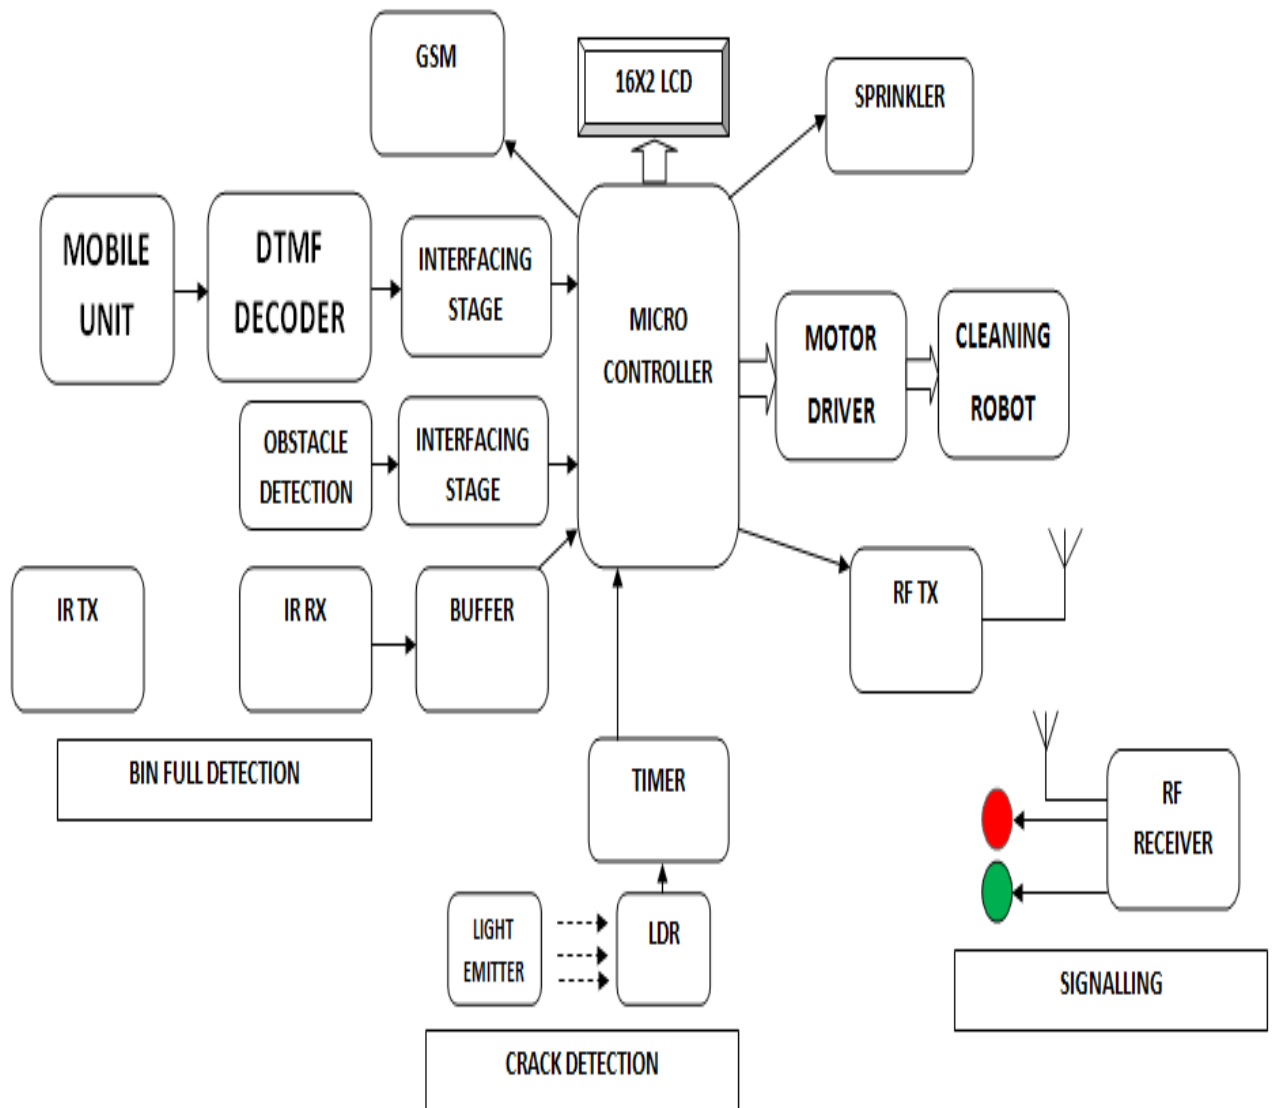 GSM
16X2 LCD
SPRINKLER
MOBILE
UNIT
DTMF
DECODER
INTERFACING
STAGE
MICRO
CONTROLLER
MOTOR
DRIVER
CLEANING
ROBOT
OBSTACLE
DETECTION
INTERFACING
STAGE
IR TX
IR RX
BUFFER
RF TX
BIN FULL DETECTION
TIMER
RF
RECEIVER
LIGHT
EMITTER
LDR
SIGNALLING
CRACK DETECTION